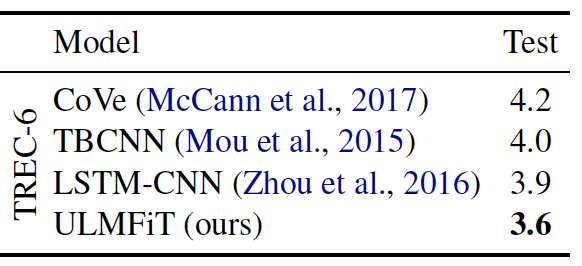 Model Test
TREC-6
CoVe (McCann et al., 2017) 4.2
TBCNN (Mou et al., 2015) 4.0
LSTM-CNN (Zhou et al., 2016) 3.9
ULMFiT (ours) 3.6